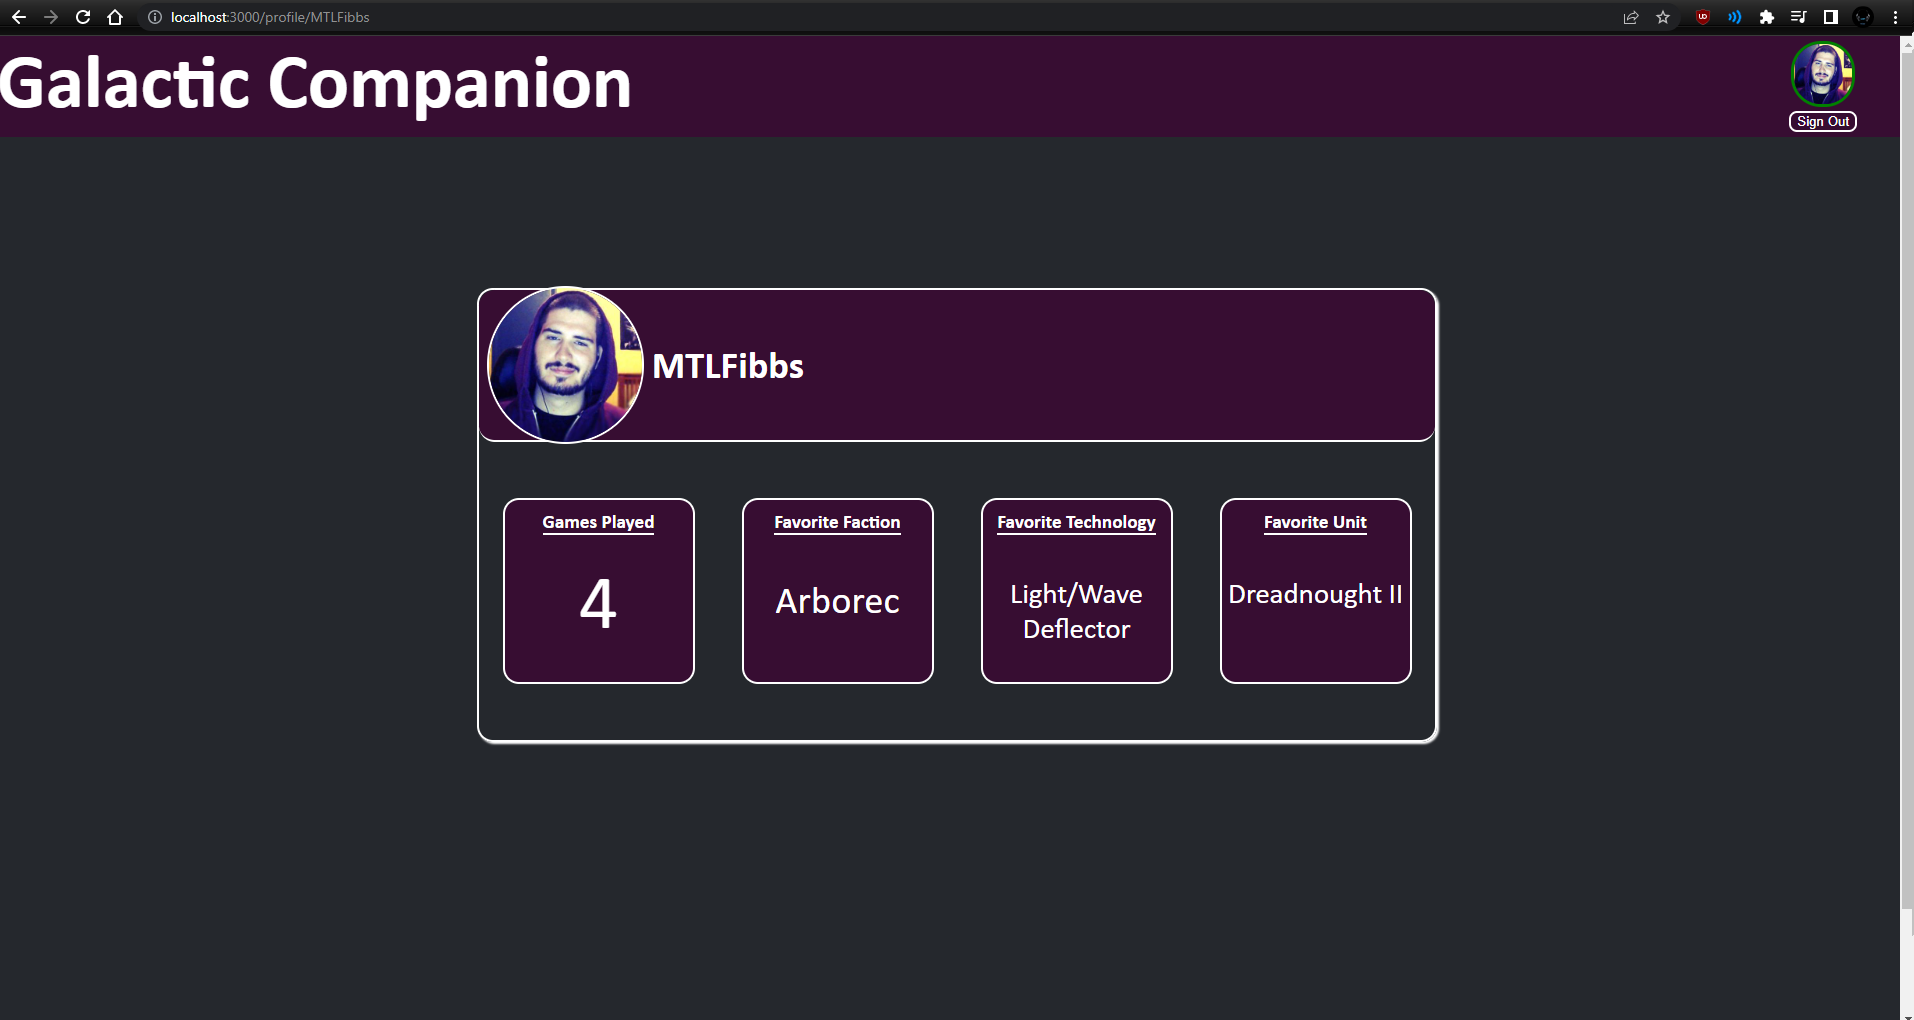 localhost:3000/profile/MTLFibbs
Galactic Companion
Sign Out
MTLFibbs
Games Played
4
Favorite Faction
Arborec
Favorite Technology
Light/Wave
Deflector
Favorite Unit
Dreadnought II